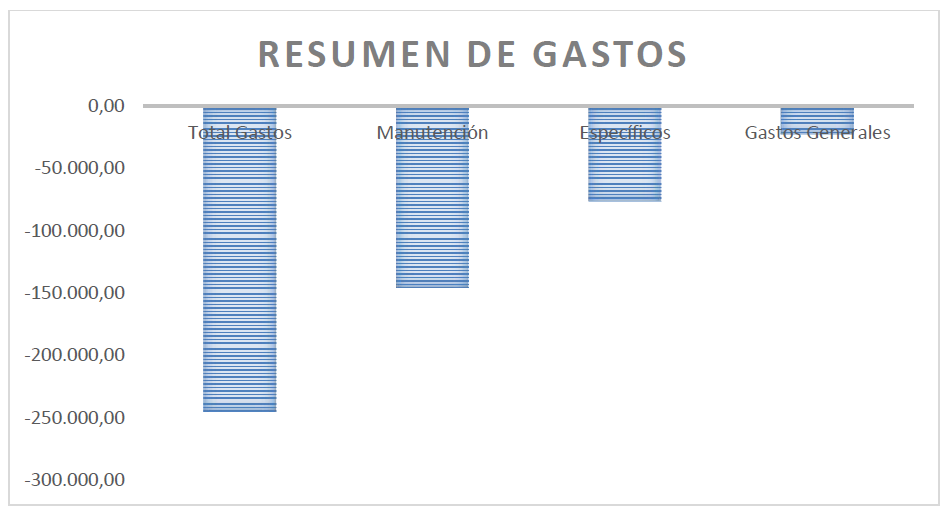 RESUMEN DE GASTOS
0,00
Total Gastos
Manutención
Específicos
Gastos Generales
-50.000,00
-100.000,00
-150.000,00
-200.000,00
-250.000,00
-300.000,00